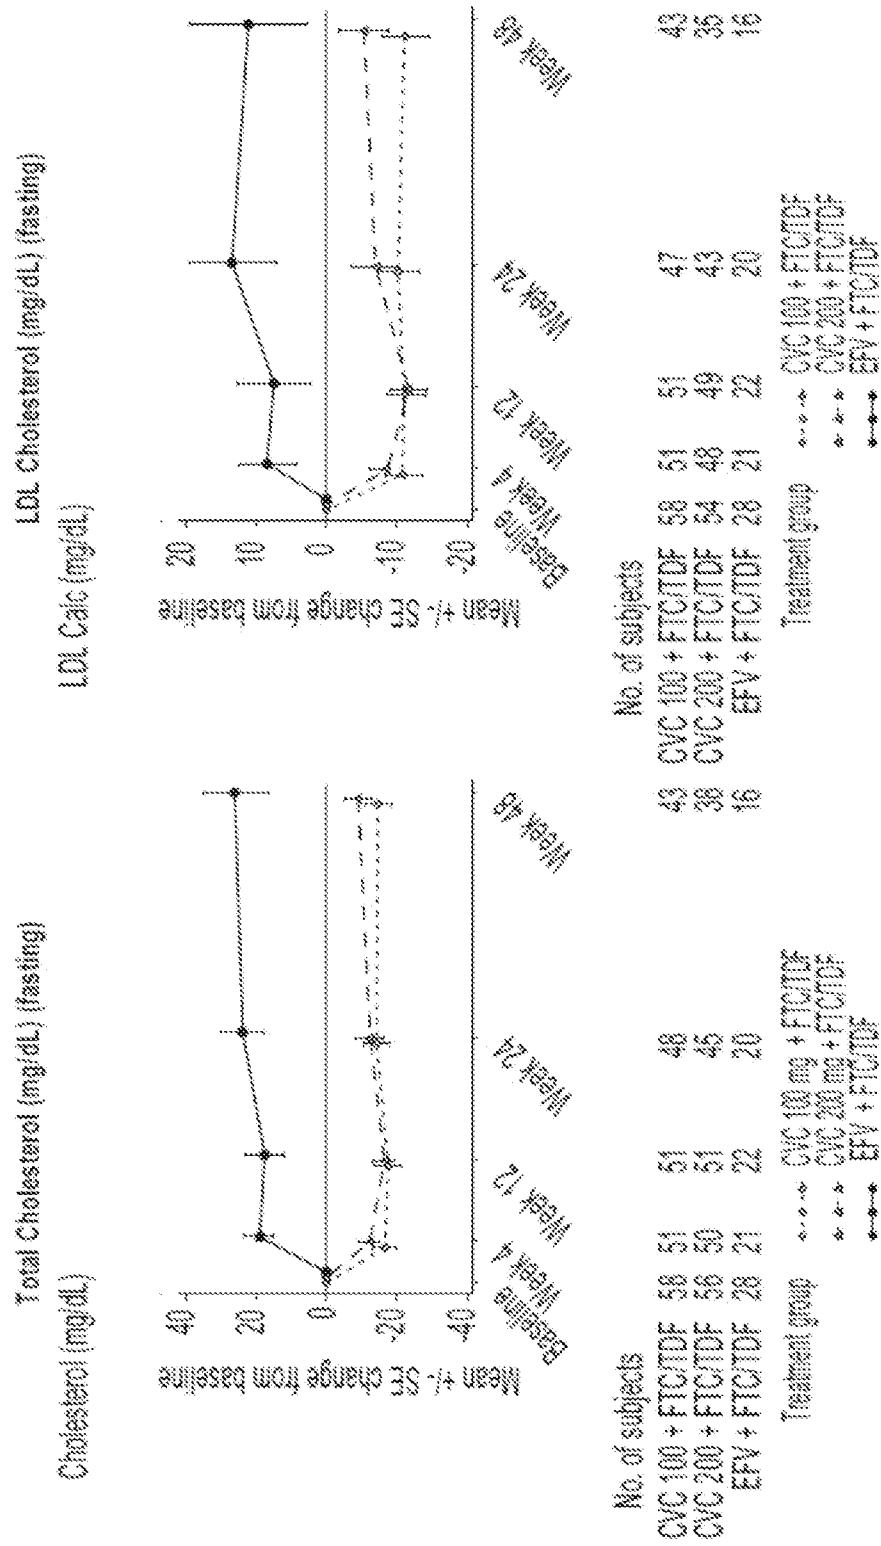 Total Cholesterol (mg/dL) (fasting)
Cholesterol (mg/dL)
Mean +/- SE change from baseline
40
20
0
-20
-40
Baseline
Week 4
Week 12
Week 24
Week 48
No. of subjects
CVC 100 + FTC/TDF 58 51 51 48 43
CVC 200 + FTC/TDF 56 50 51 45 38
EFV + FTC/TDF 28 21 22 20 16
Treatment group
CVC 100 mg + FTC/TDF
CVC 200 mg + FTC/TDF
EFV + FTC/TDF
LDL Cholesterol (mg/dL) (fasting)
LDL Calc (mg/dL)
Mean +/- SE change from baseline
20
10
0
-10
-20
Baseline
Week 4
Week 12
Week 24
Week 48
No. of subjects
CVC 100 + FTC/TDF 58 51 51 47 43
CVC 200 + FTC/TDF 54 48 49 43 35
EFV + FTC/TDF 28 21 22 20 16
Treatment group
CVC 100 + FTC/TDF
CVC 200 + FTC/TDF
EFV + FTC/TDF